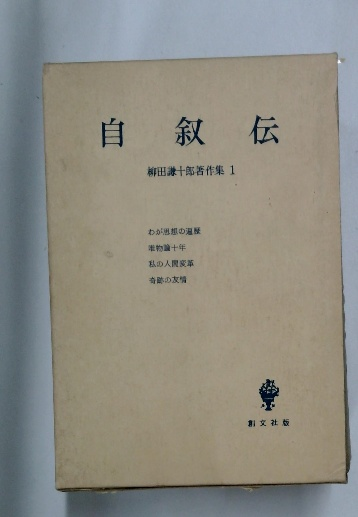 自叙伝
柳田謙十郎著作集 1
わが思想の遍歴
唯物論十年
私の人間変革
奇跡の友情
創文社版